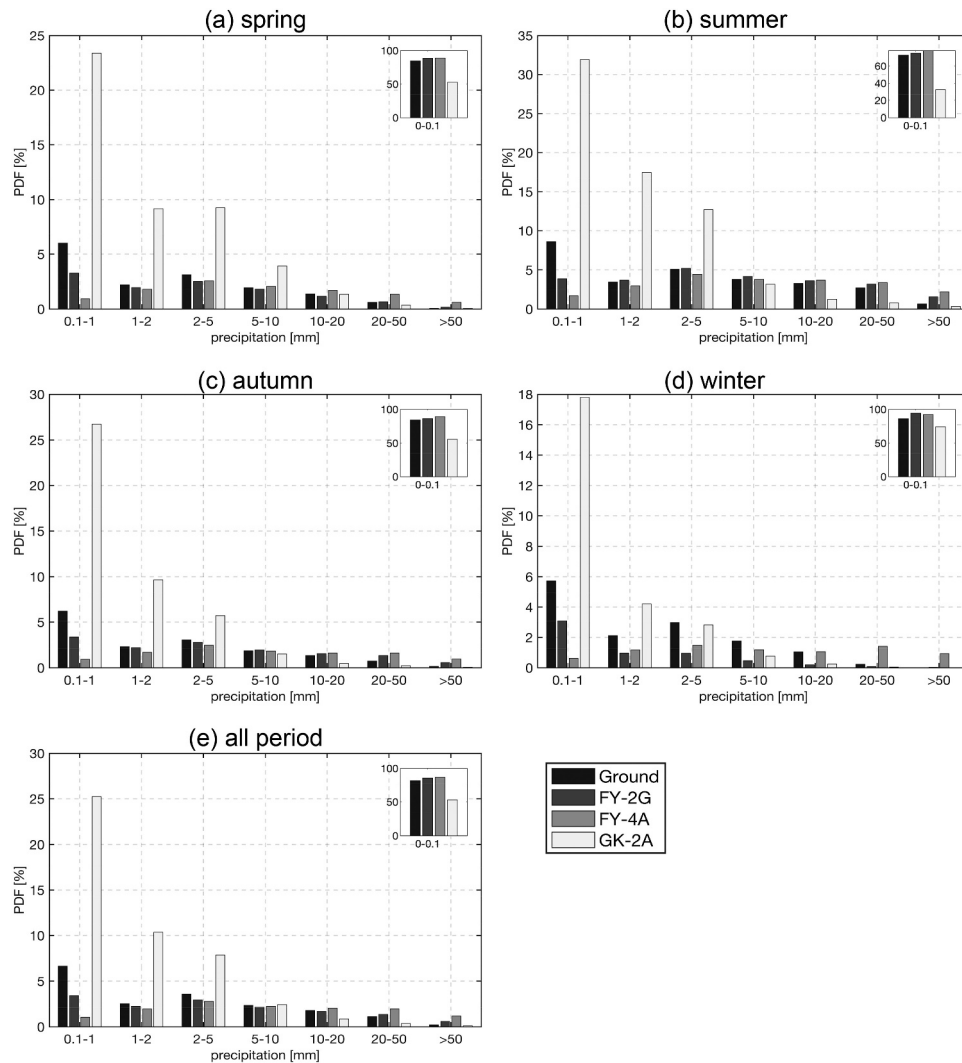 (a) spring
25
20
15
10
5
0
PDF [%]
100
50
0
0-0.1
0.1-1 1-2 2-5 5-10 10-20 20-50 >50
precipitation [mm]
(b) summer
35
30
25
20
15
10
5
0
PDF [%]
60
40
20
0
0-0.1
0.1-1 1-2 2-5 5-10 10-20 20-50 >50
precipitation [mm]
(c) autumn
30
25
20
15
10
5
0
PDF [%]
100
50
0
0-0.1
0.1-1 1-2 2-5 5-10 10-20 20-50 >50
precipitation [mm]
(d) winter
18
16
14
12
10
8
6
4
2
0
PDF [%]
100
50
0
0-0.1
0.1-1 1-2 2-5 5-10 10-20 20-50 >50
precipitation [mm]
(e) all period
30
25
20
15
10
5
0
PDF [%]
100
50
0
0-0.1
0.1-1 1-2 2-5 5-10 10-20 20-50 >50
precipitation [mm]
Ground
FY-2G
FY-4A
GK-2A